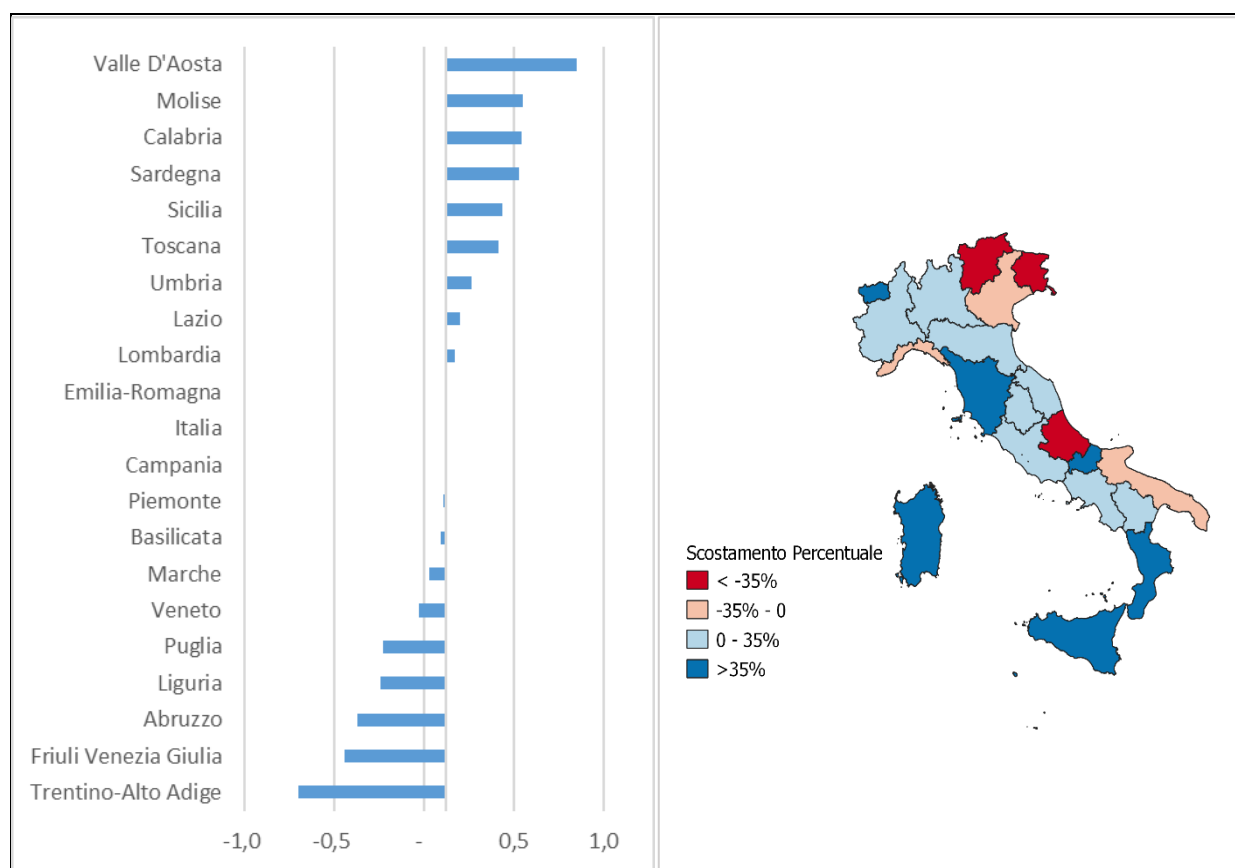 Valle D'Aosta
Molise
Calabria
Sardegna
Sicilia
Toscana
Umbria
Lazio
Lombardia
Emilia-Romagna
Italia
Campania
Piemonte
Basilicata
Marche
Veneto
Puglia
Liguria
Abruzzo
Friuli Venezia Giulia
Trentino-Alto Adige
-1,0 -0,5 - 0,5 1,0
Scostamento Percentuale
< -35%
-35% - 0
0 - 35%
>35%